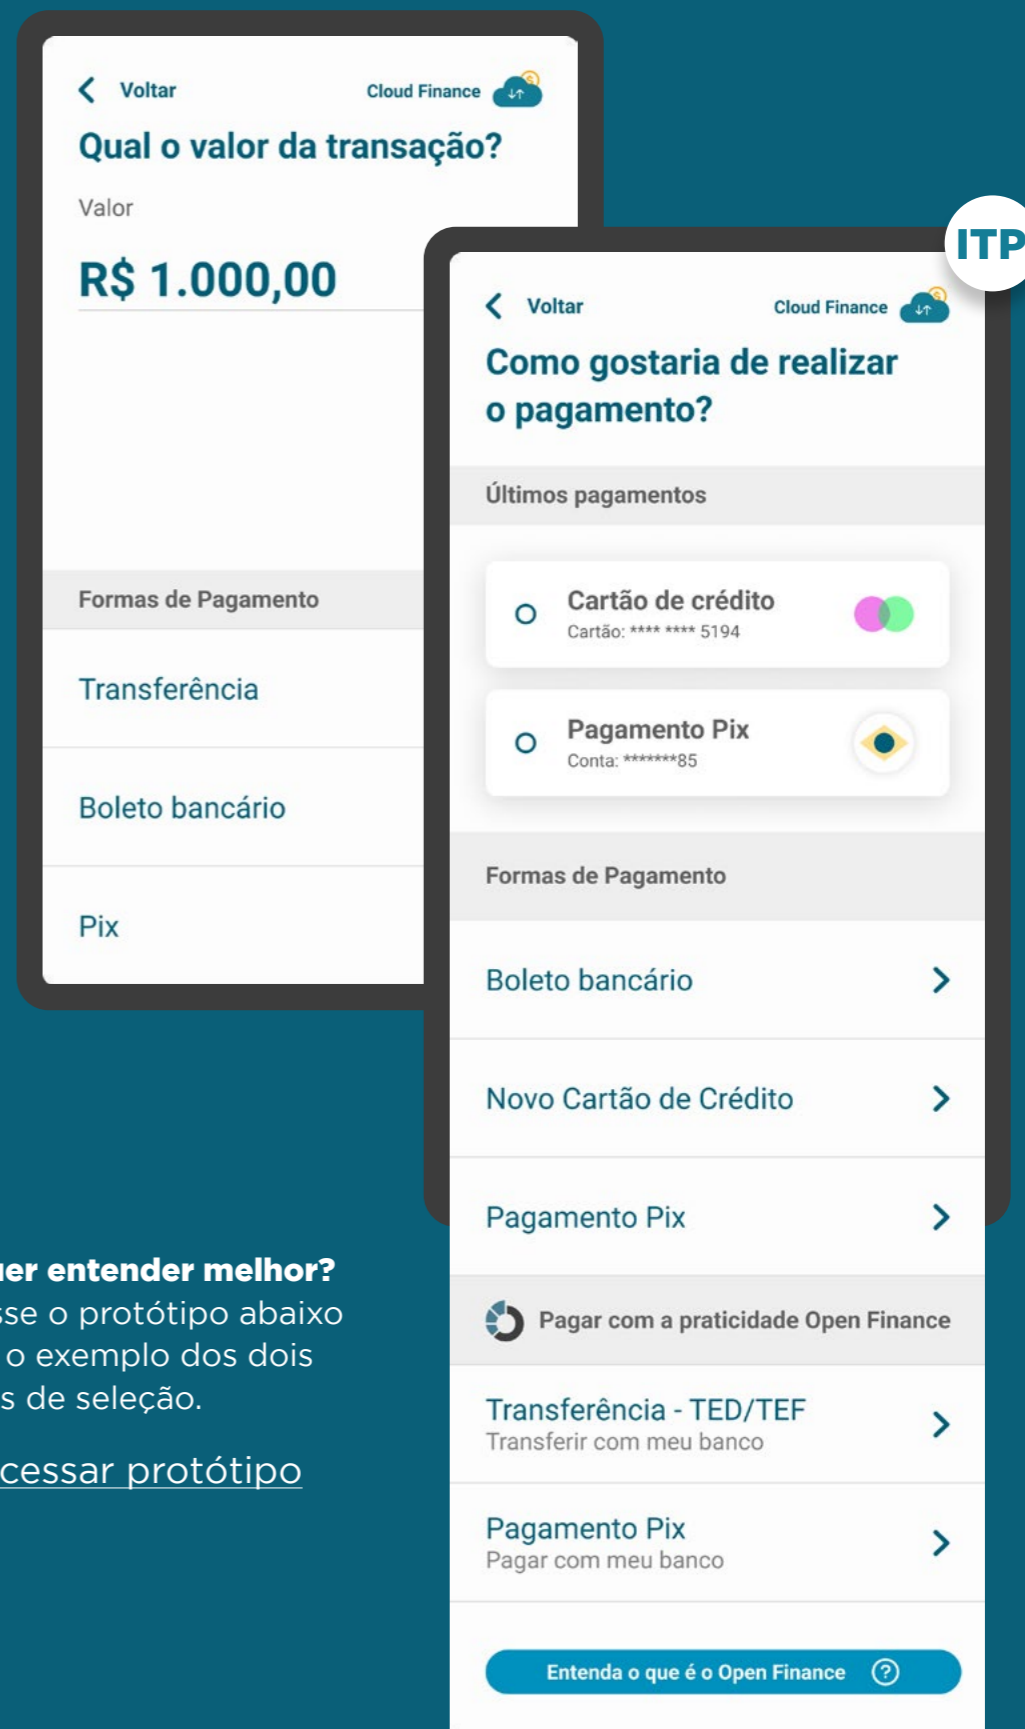 Voltar
Cloud Finance
Qual o valor da transação?
Valor
R$ 1.000,00
Formas de Pagamento
Transferência
Boleto bancário
Pix
ITP
Voltar
Cloud Finance
Como gostaria de realizar
o pagamento?
Últimos pagamentos
Cartão de crédito
Cartão: **** **** 5194
Pagamento Pix
Conta: *******85
Formas de Pagamento
Boleto bancário
Novo Cartão de Crédito
Pagamento Pix
Pagar com a praticidade Open Finance
Transferência - TED/TEF
Transferir com meu banco
Pagamento Pix
Pagar com meu banco
Entenda o que é o Open Finance ?
uer entender melhor?
sse o protótipo abaixo
o exemplo dos dois
s de seleção.
cessar protótipo